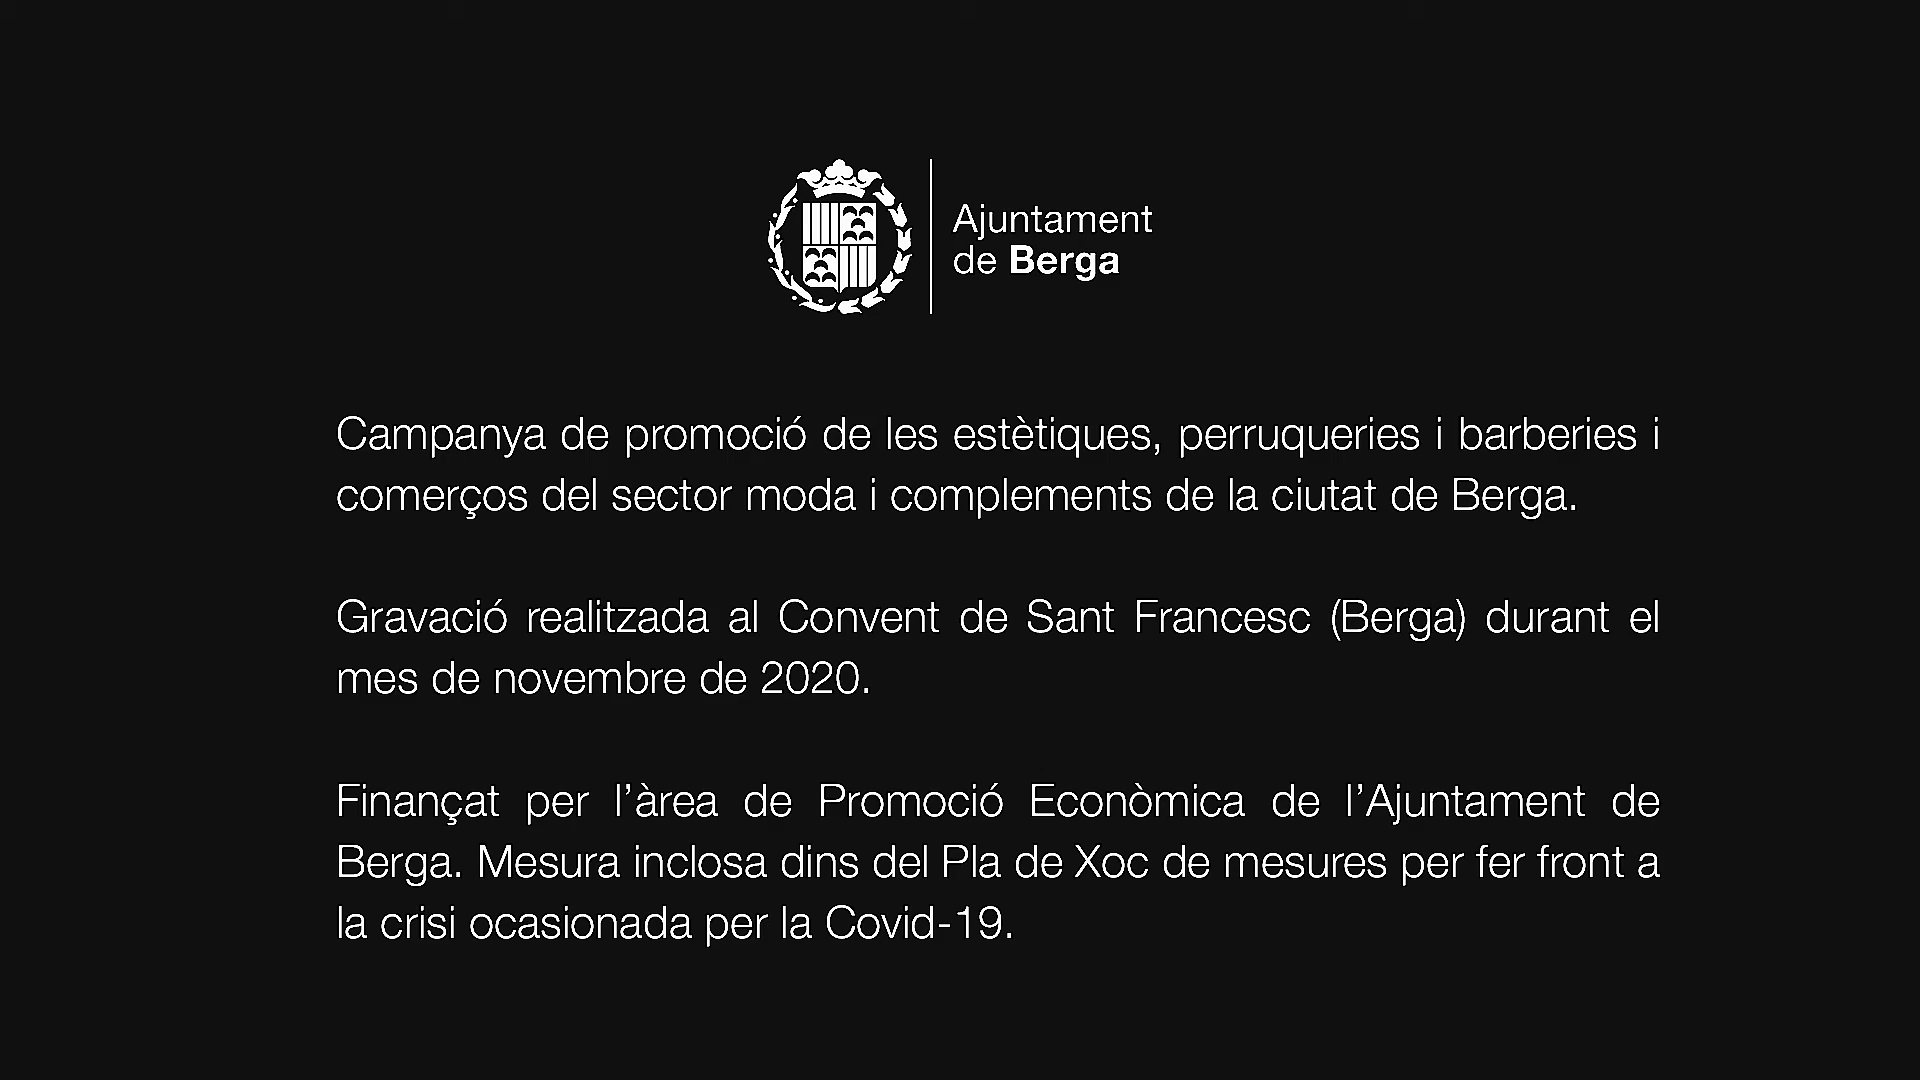 Ajuntament
de Berga
Campanya de promoció de les estètiques, perruqueries i barberies i
comerços del sector moda i complements de la ciutat de Berga.
Gravació realitzada al Convent de Sant Francesc (Berga) durant el
mes de novembre de 2020.
Finançat per l’àrea de Promoció Econòmica de l’Ajuntament de
Berga. Mesura inclosa dins del Pla de Xoc de mesures per fer front a
la crisi ocasionada per la Covid-19.